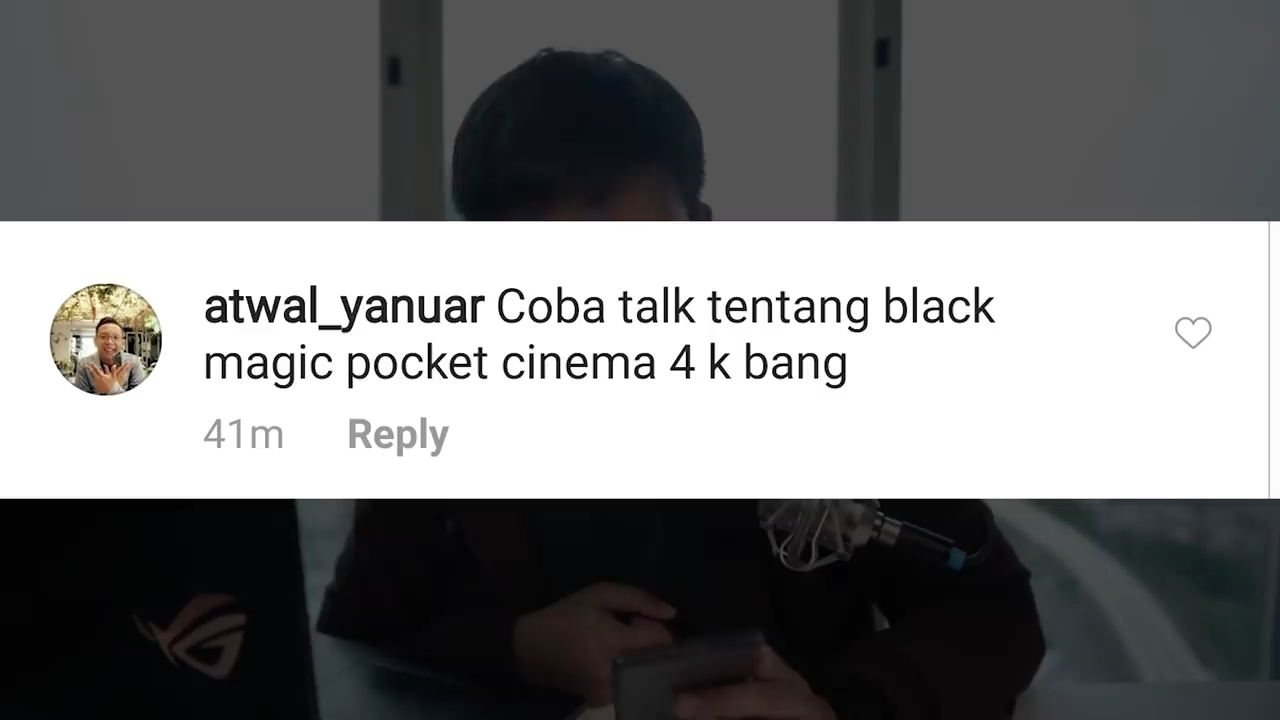 atwal_yanuar Coba talk tentang black
magic pocket cinema 4 k bang
41m Reply